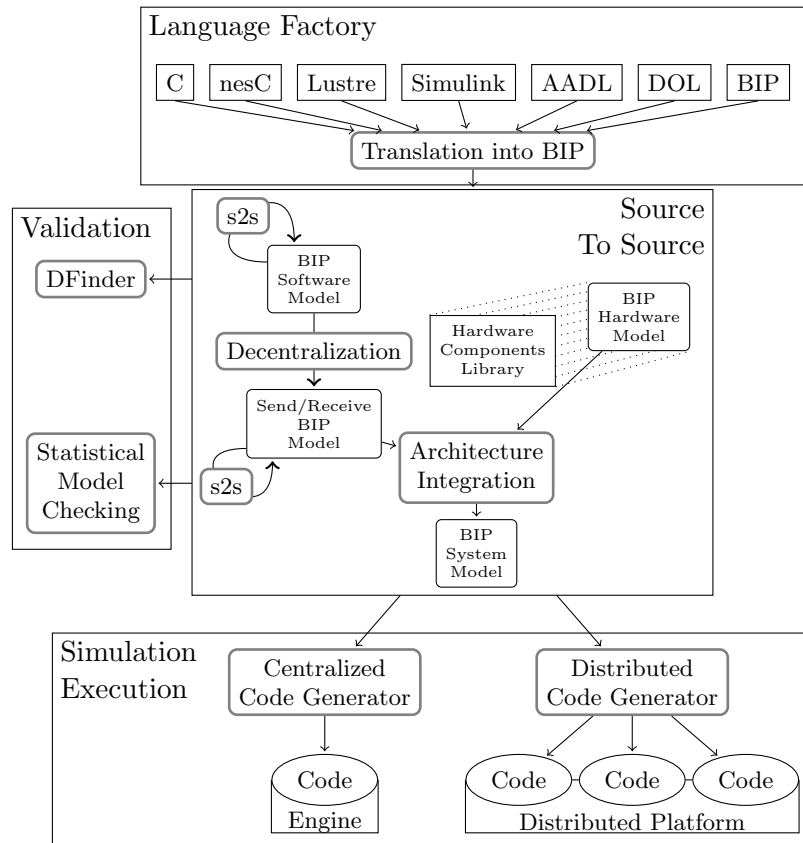 Language Factory
C nesC Lustre Simulink AADL DOL BIP
Translation into BIP
Validation
DFinder
Statistical
Model
Checking
Source
To Source
s2s
BIP
Software
Model
Decentralization
Send/Receive
BIP
Model
s2s
Hardware
Components
Library
BIP
Hardware
Model
Architecture
Integration
BIP
System
Model
Simulation
Execution
Centralized
Code Generator
Code
Engine
Distributed
Code Generator
Code Code Code
Distributed Platform